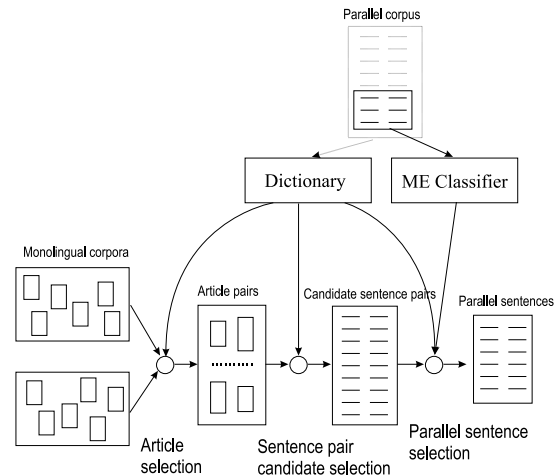 Parallel corpus
Dictionary
ME Classifier
Monolingual corpora
Article pairs
Candidate sentence pairs
Parallel sentences
Article
selection
Sentence pair
candidate selection
Parallel sentence
selection